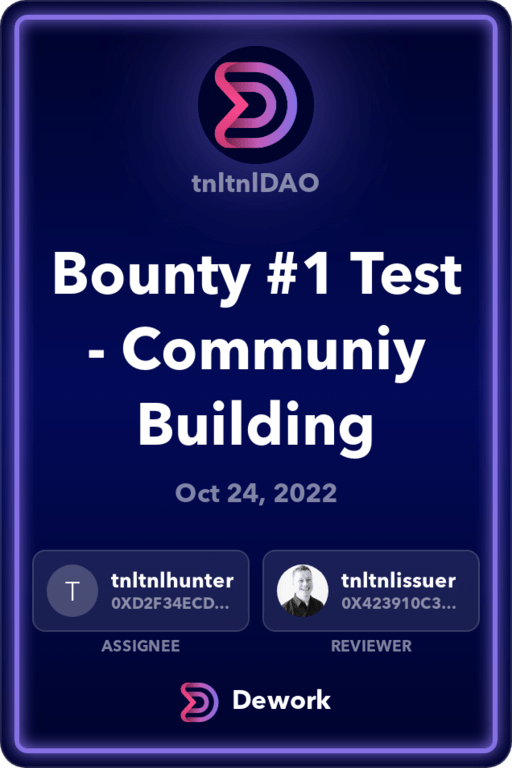 tnltnlDAO
Bounty #1 Test
- Communiy
Building
Oct 24, 2022
T
tnltnlhunter
0XD2F34ECD...
ASSIGNEE
tnltnlissuer
0X423910C3...
REVIEWER
Dework